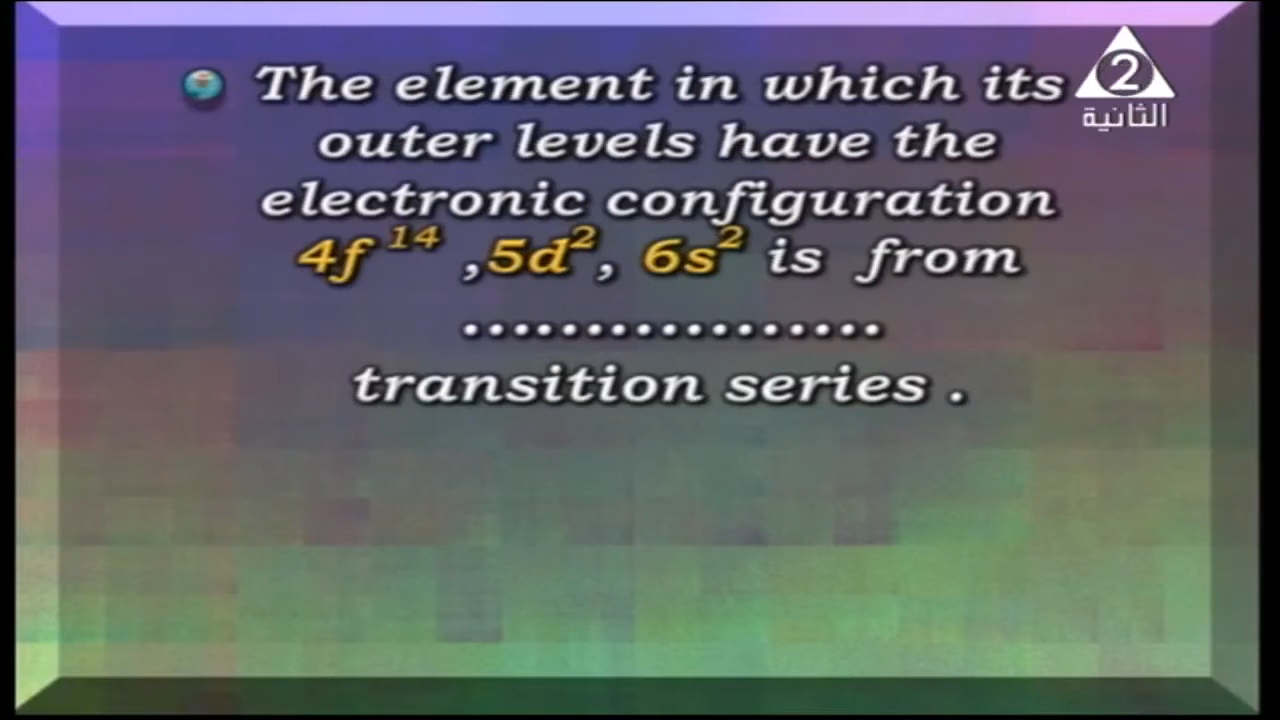 The element in which its
outer levels have the
electronic configuration
4f 14 ,5d2, 6s2 is from
.................
transition series .
2
الثانية